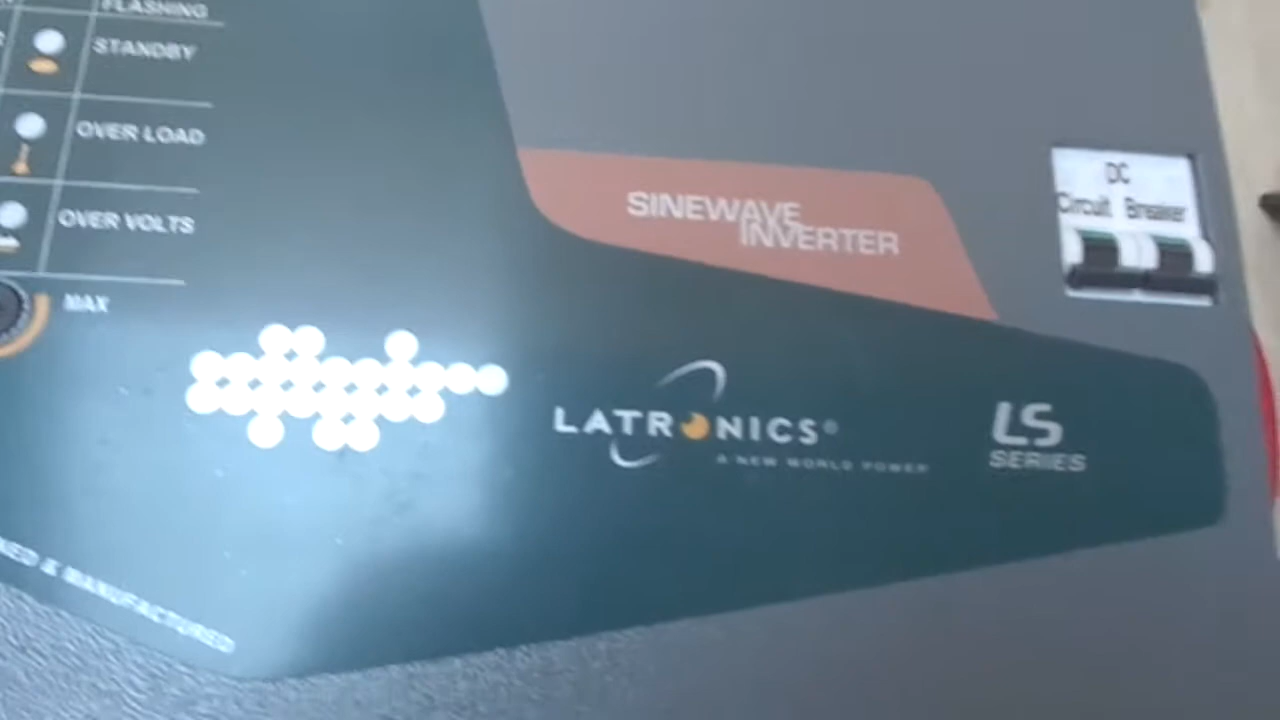 FLASHING
STANDBY
OVER LOAD
OVER VOLTS
MAX
SINEWAVE
INVERTER
DC
Circuit Breaker
LATRONICS®
A NEW WORLD POWER
LS
SERIES
& MANUFACTURED